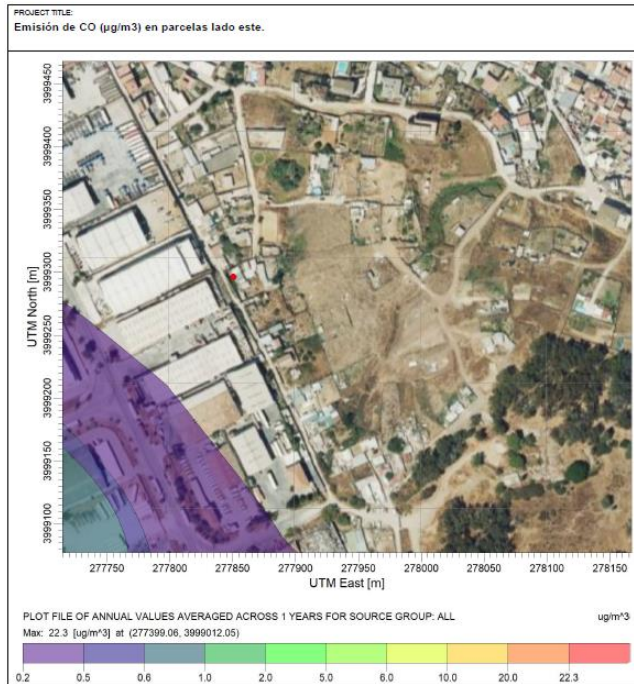 PROJECT TITLE:
Emisión de CO (µg/m3) en parcelas lado este.
UTM North [m]
3999450
3999400
3999350
3999300
3999250
3999200
3999150
3999100
277750 277800 277850 277900 277950 278000 278050 278100 278150
UTM East [m]
PLOT FILE OF ANNUAL VALUES AVERAGED ACROSS 1 YEARS FOR SOURCE GROUP: ALL ug/m^3
Max: 22.3 [ug/m^3] at (277399.06, 3999012.05)
0.2 0.5 0.6 1.0 2.0 5.0 6.0 10.0 20.0 22.3